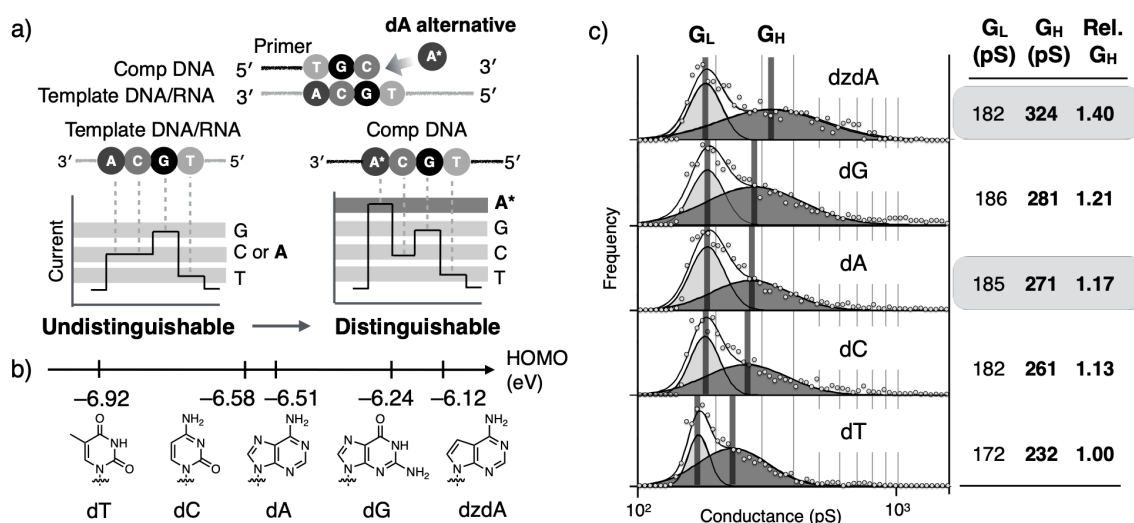 a)
dA alternative
Primer
A*
Comp DNA 5′ T G C 3′
Template DNA/RNA 3′ A C G T 5′
Template DNA/RNA
3′ A C G T 5′
Current
G
C or A
T
Undistinguishable
Comp DNA
3′ A* C G T 5′
A*
G
C
T
Distinguishable
b)
HOMO
(eV)
−6.92 −6.58 −6.51 −6.24 −6.12
O
NH
N
O
dT
NH2
N
N
O
dC
NH2
N
N
N
N
dA
O
N
NH
N
N
NH2
dG
NH2
N
N
N
dzdA
c)
GL GH
GL (pS) GH (pS) Rel. GH
dzdA
182 324 1.40
dG
186 281 1.21
dA
185 271 1.17
dC
182 261 1.13
dT
172 232 1.00
Frequency
10² 10³
Conductance (pS)